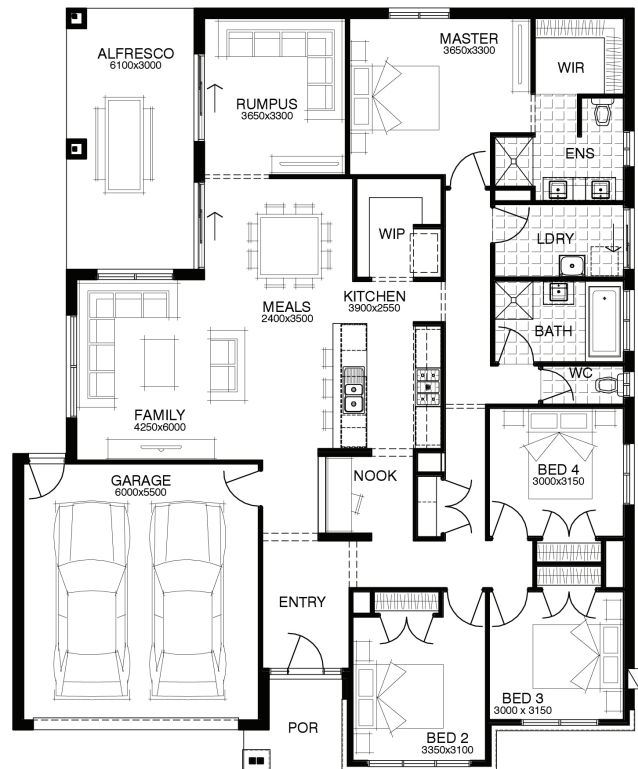 ALFRESCO
6100x3000
RUMPUS
3650x3300
MASTER
3650x3300
WIR
ENS
WIP
LDRY
MEALS
2400x3500
KITCHEN
3900x2550
BATH
WC
FAMILY
4250x6000
GARAGE
6000x5500
NOOK
BED 4
3000x3150
ENTRY
BED 3
3000 x 3150
POR
BED 2
3350x3100